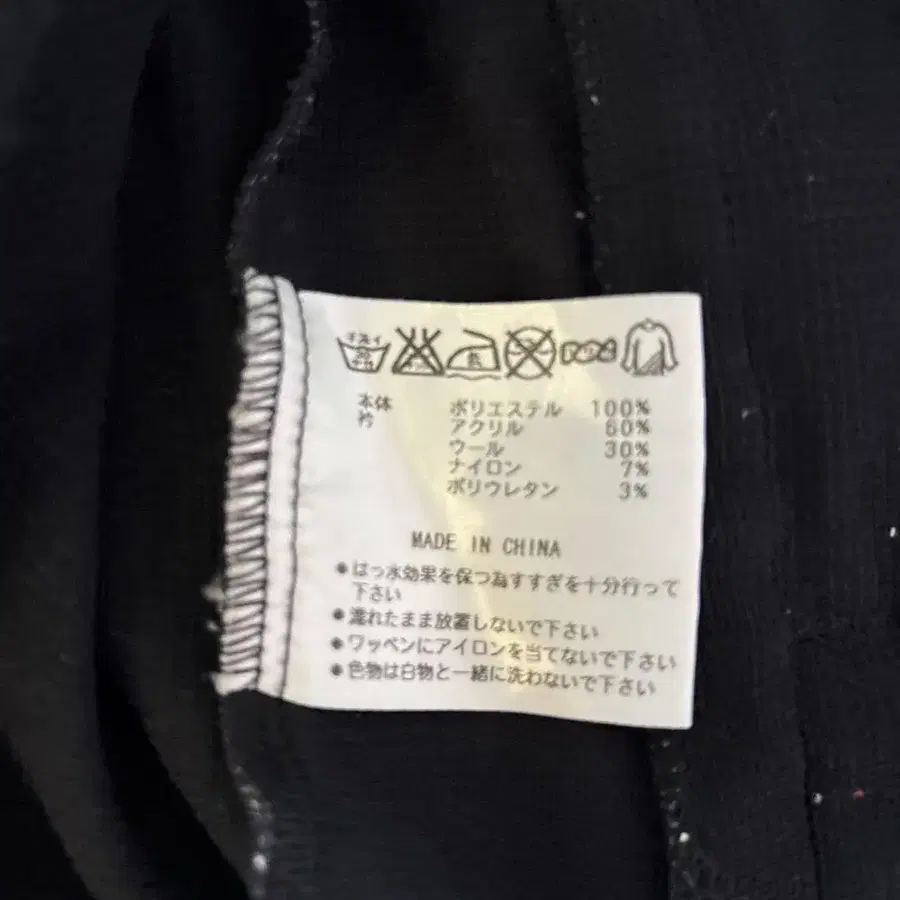 本体 ポリエステル 100%
衿 アクリル 60%
ウール 30%
ナイロン 7%
ポリウレタン 3%
MADE IN CHINA
●はっ水効果を保つ為すすぎを十分行って
下さい
●濡れたまま放置しないで下さい
●ワッペンにアイロンを当てないで下さい
●色物は白物と一緒に洗わないで下さい